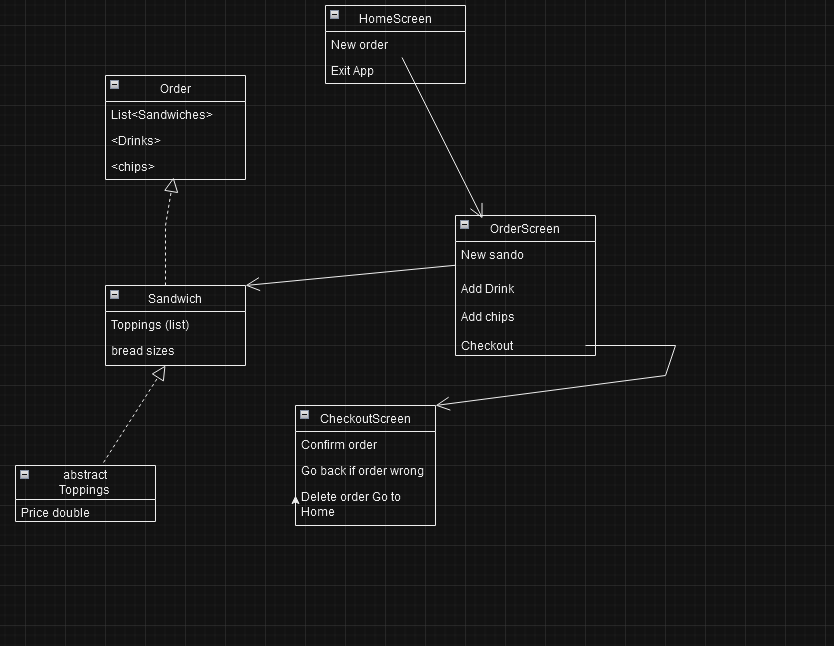 HomeScreen
New order
Exit App
Order
List<Sandwiches>
<Drinks>
<chips>
OrderScreen
New sando
Add Drink
Add chips
Checkout
Sandwich
Toppings (list)
bread sizes
CheckoutScreen
Confirm order
Go back if order wrong
Delete order Go to
Home
abstract
Toppings
Price double